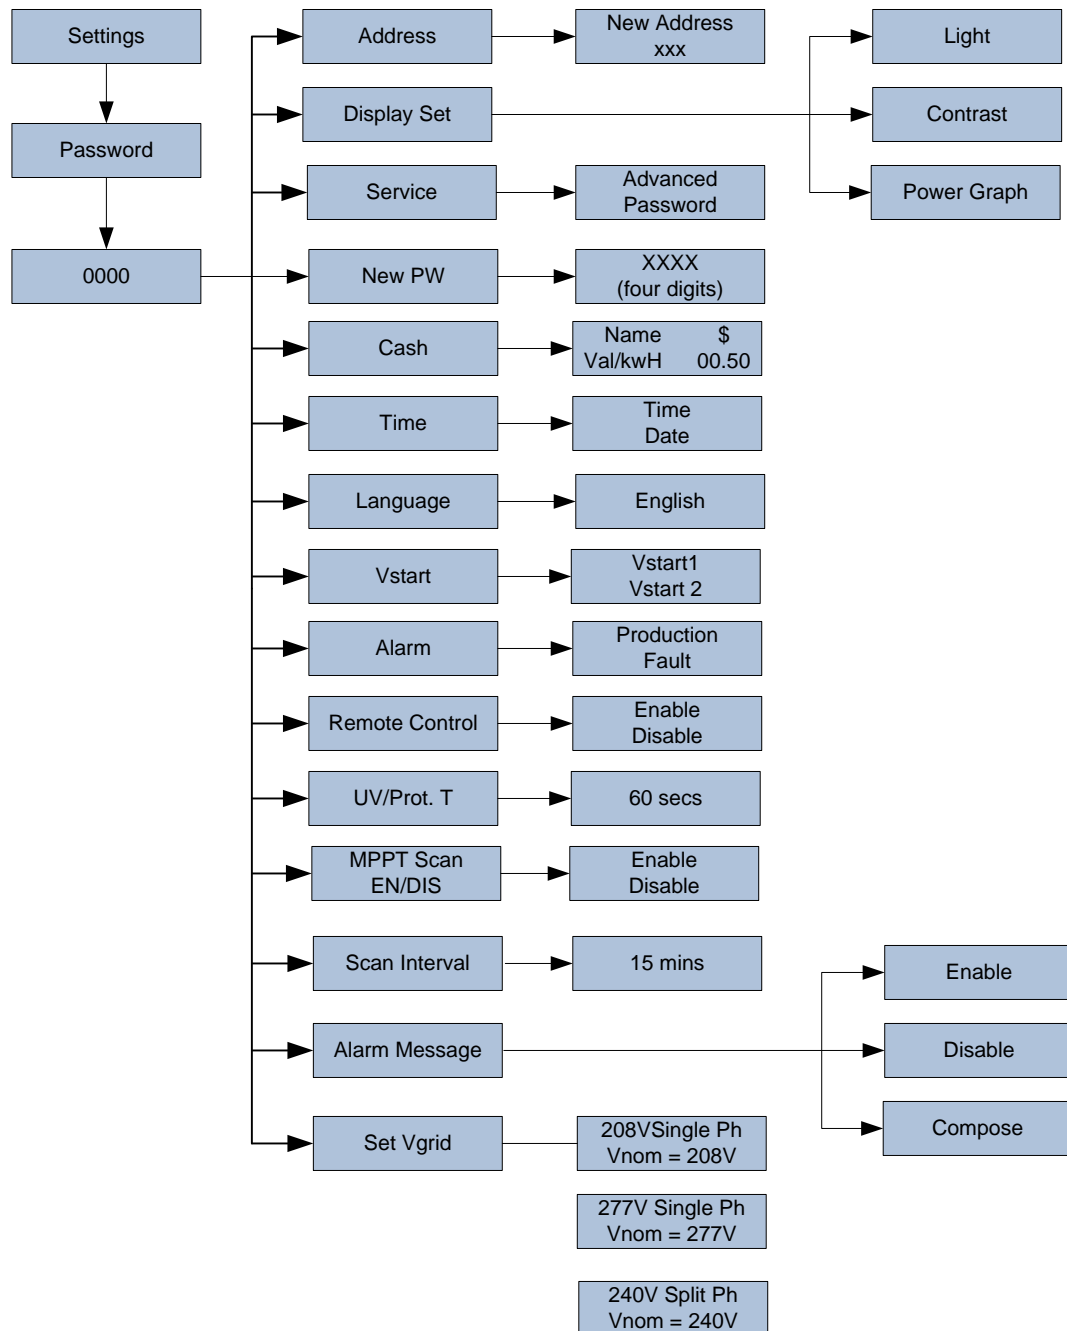 Settings
Password
0000
Address
New Address
xxx
Light
Display Set
Contrast
Service
Advanced
Password
Power Graph
New PW
XXXX
(four digits)
Cash
Name $
Val/kwH 00.50
Time
Time
Date
Language
English
Vstart
Vstart1
Vstart 2
Alarm
Production
Fault
Remote Control
Enable
Disable
UV/Prot. T
60 secs
MPPT Scan
EN/DIS
Enable
Disable
Scan Interval
15 mins
Enable
Alarm Message
Disable
Compose
Set Vgrid
208VSingle Ph
Vnom = 208V
277V Single Ph
Vnom = 277V
240V Split Ph
Vnom = 240V